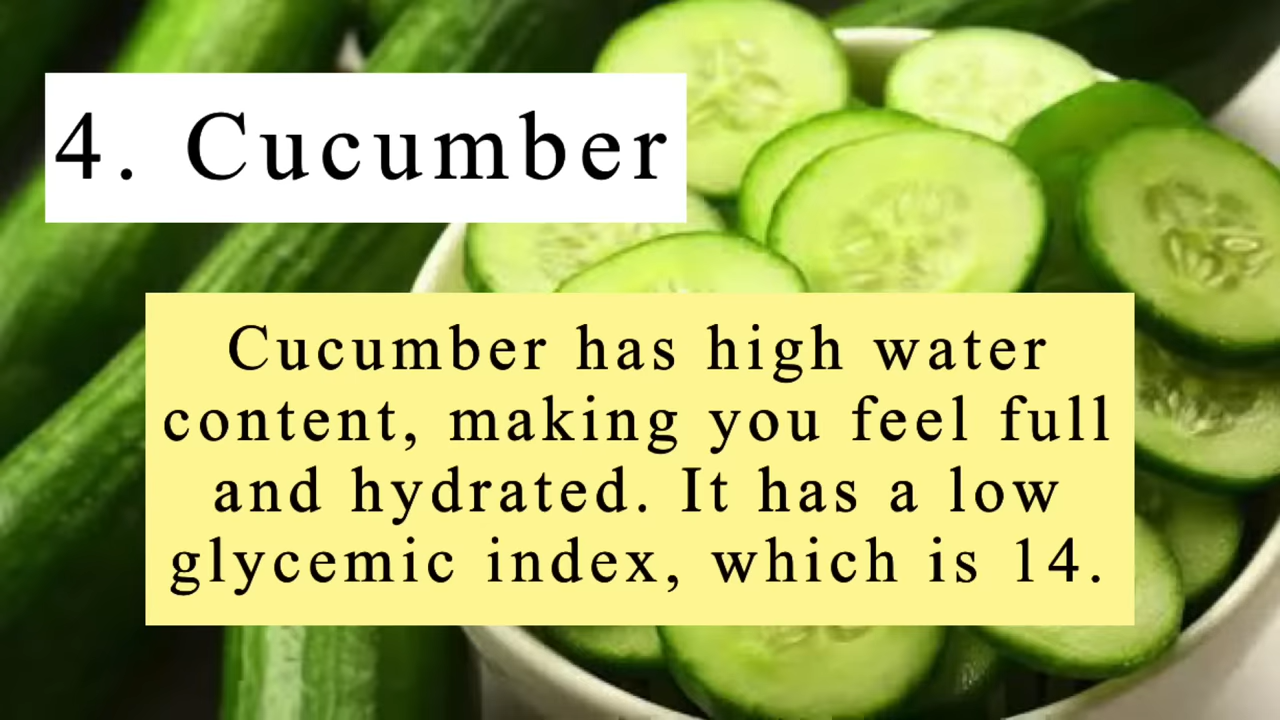 4. Cucumber
Cucumber has high water
content, making you feel full
and hydrated. It has a low
glycemic index, which is 14.